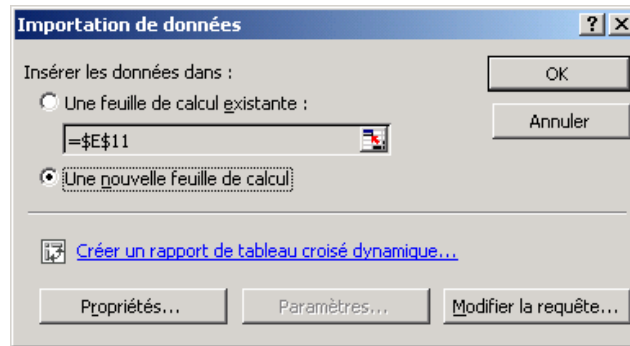 Importation de données
Insérer les données dans :
OK
Une feuille de calcul existante :
Annuler
=$E$11
Une nouvelle feuille de calcul
Créer un rapport de tableau croisé dynamique...
Propriétés...
Paramètres...
Modifier la requête...